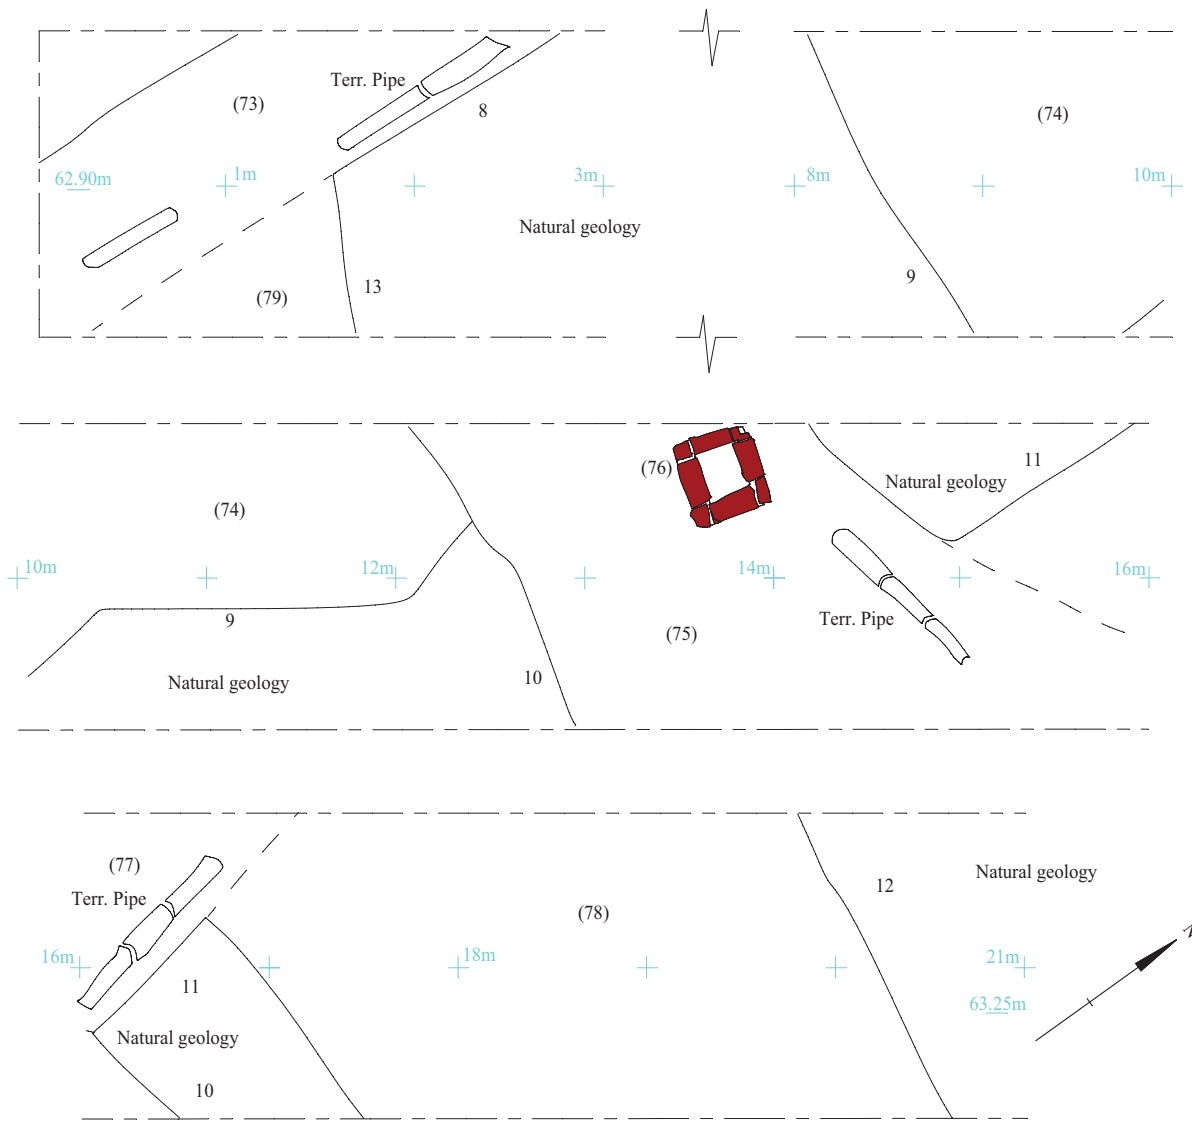 Terr. Pipe
(73)
8
(74)
62.90m
1m
3m
8m
10m
Natural geology
9
13
(79)
(76)
11
Natural geology
(74)
10m
12m
14m
16m
9
Terr. Pipe
(75)
Natural geology
10
(77)
Terr. Pipe
12
Natural geology
(78)
N
16m
18m
21m
11
63.25m
Natural geology
10